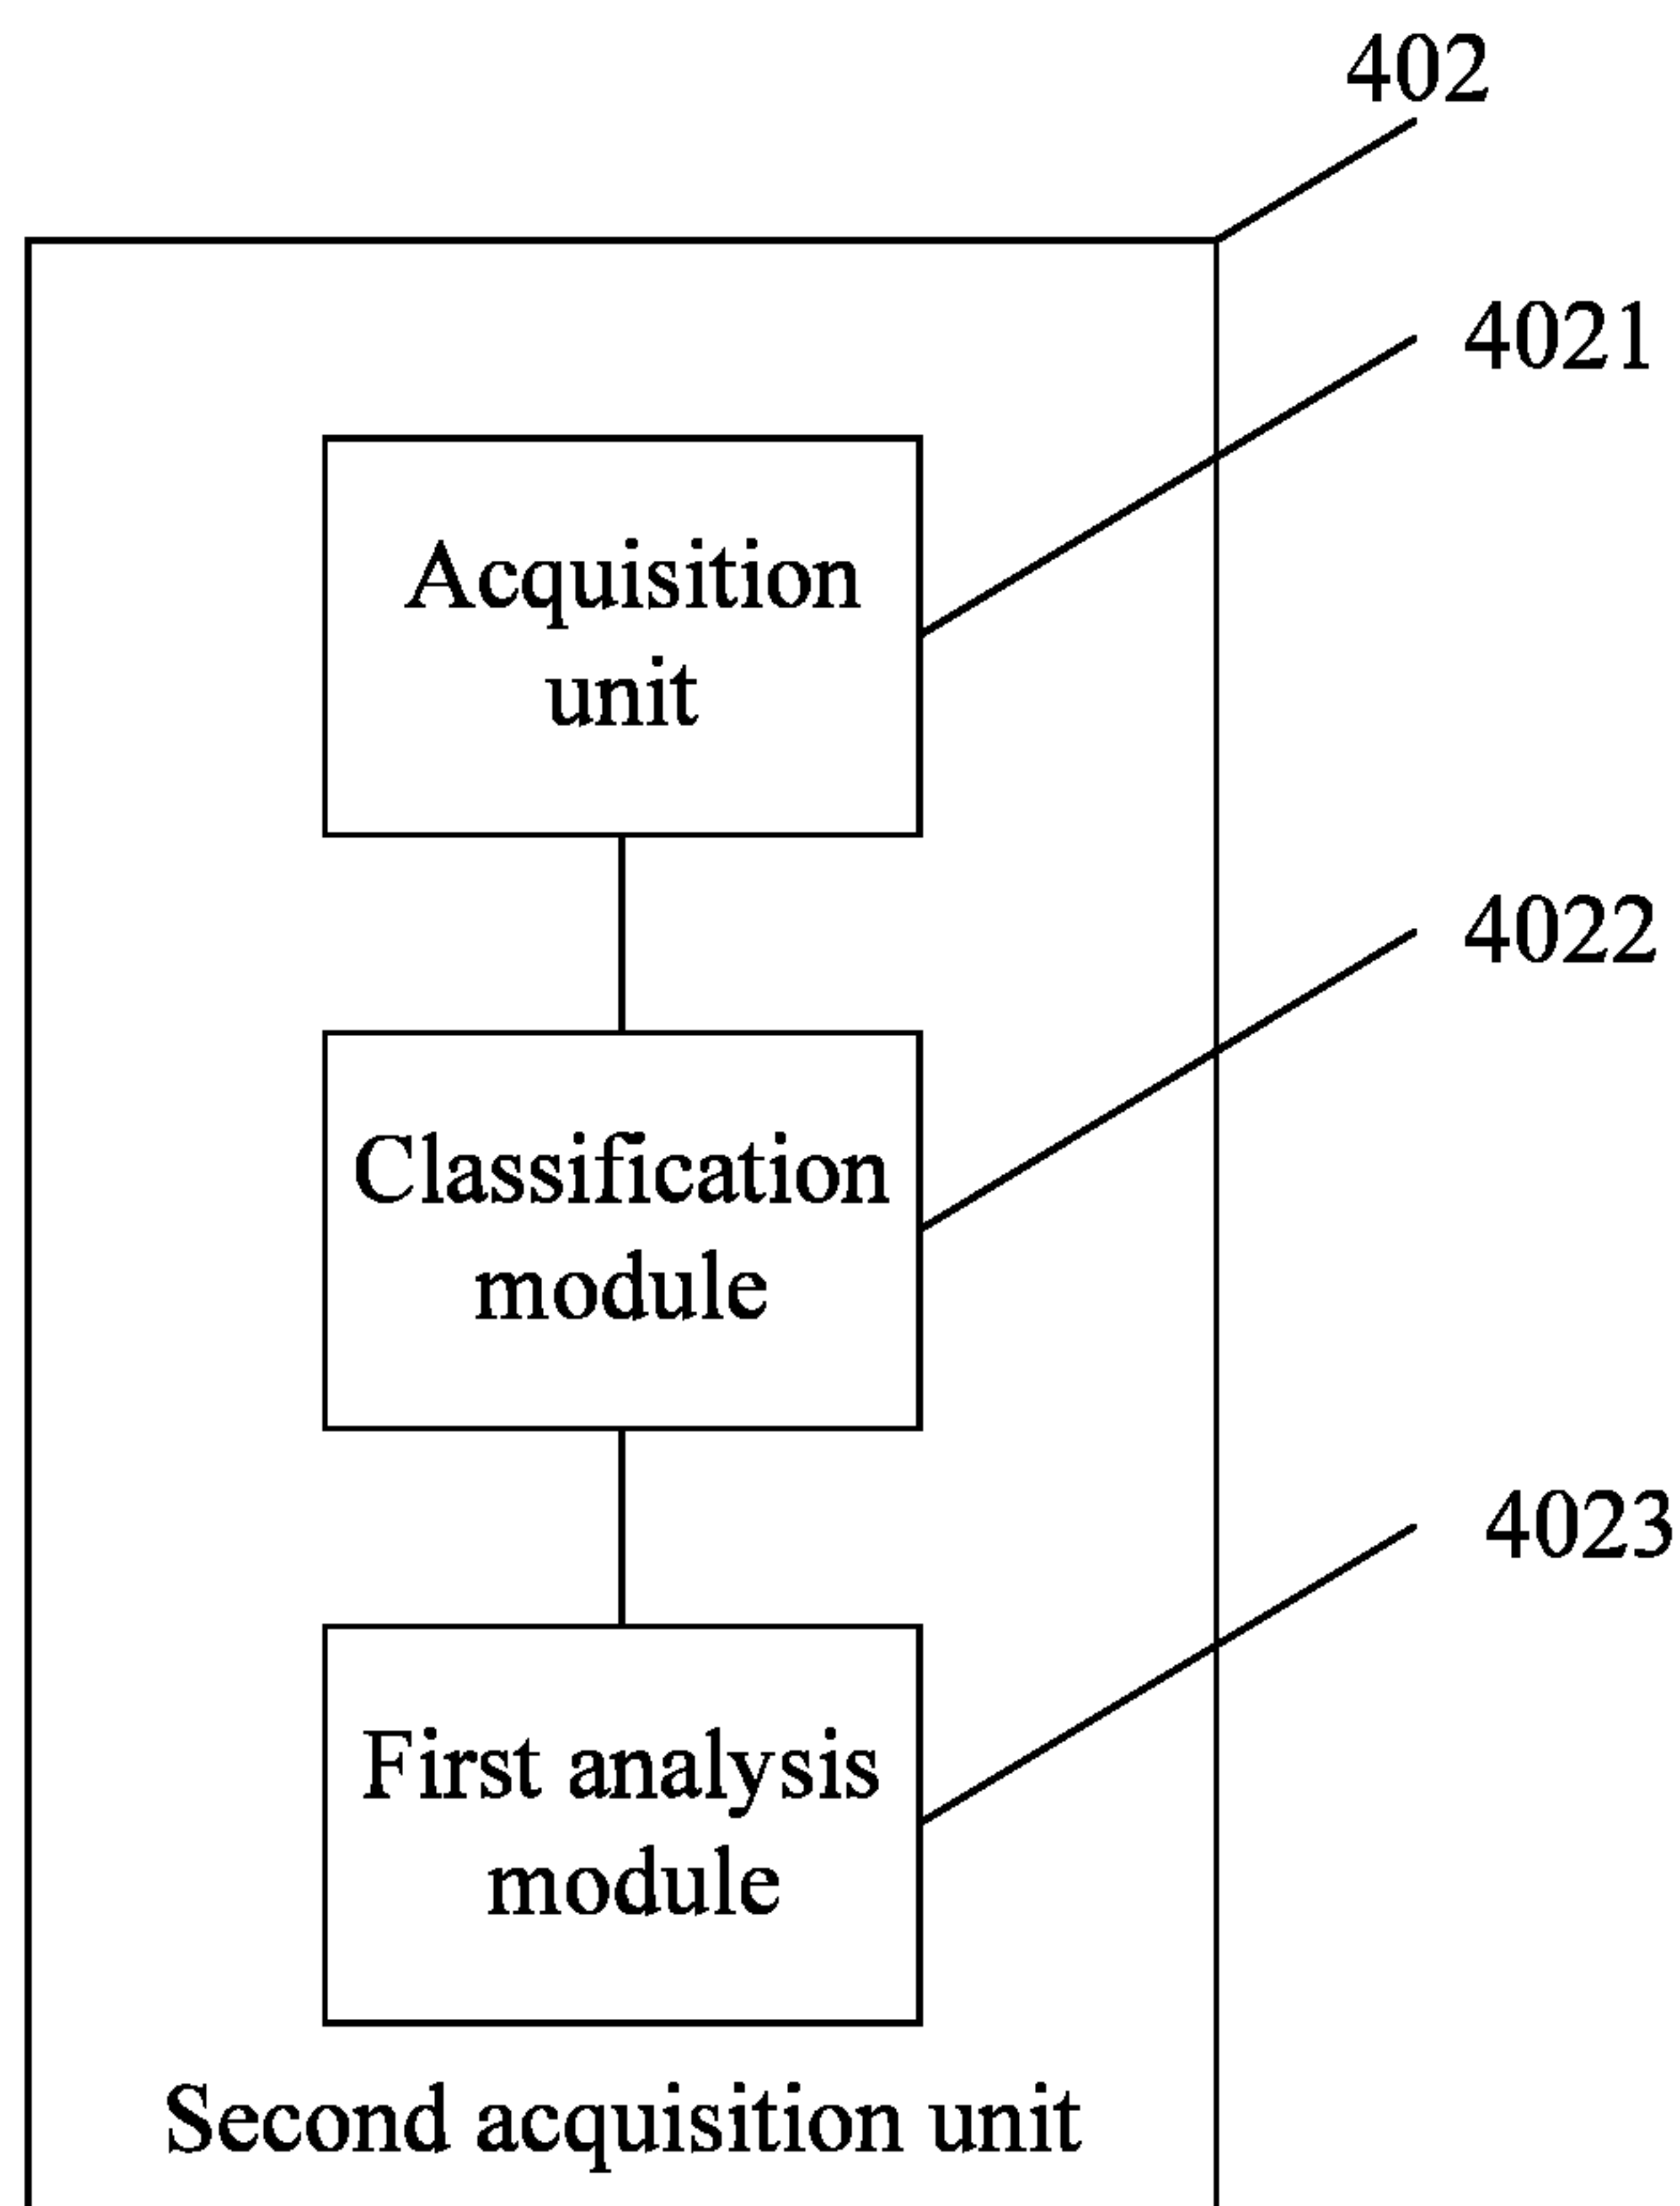 402
4021
Acquisition
unit
4022
Classification
module
4023
First analysis
module
Second acquisition unit